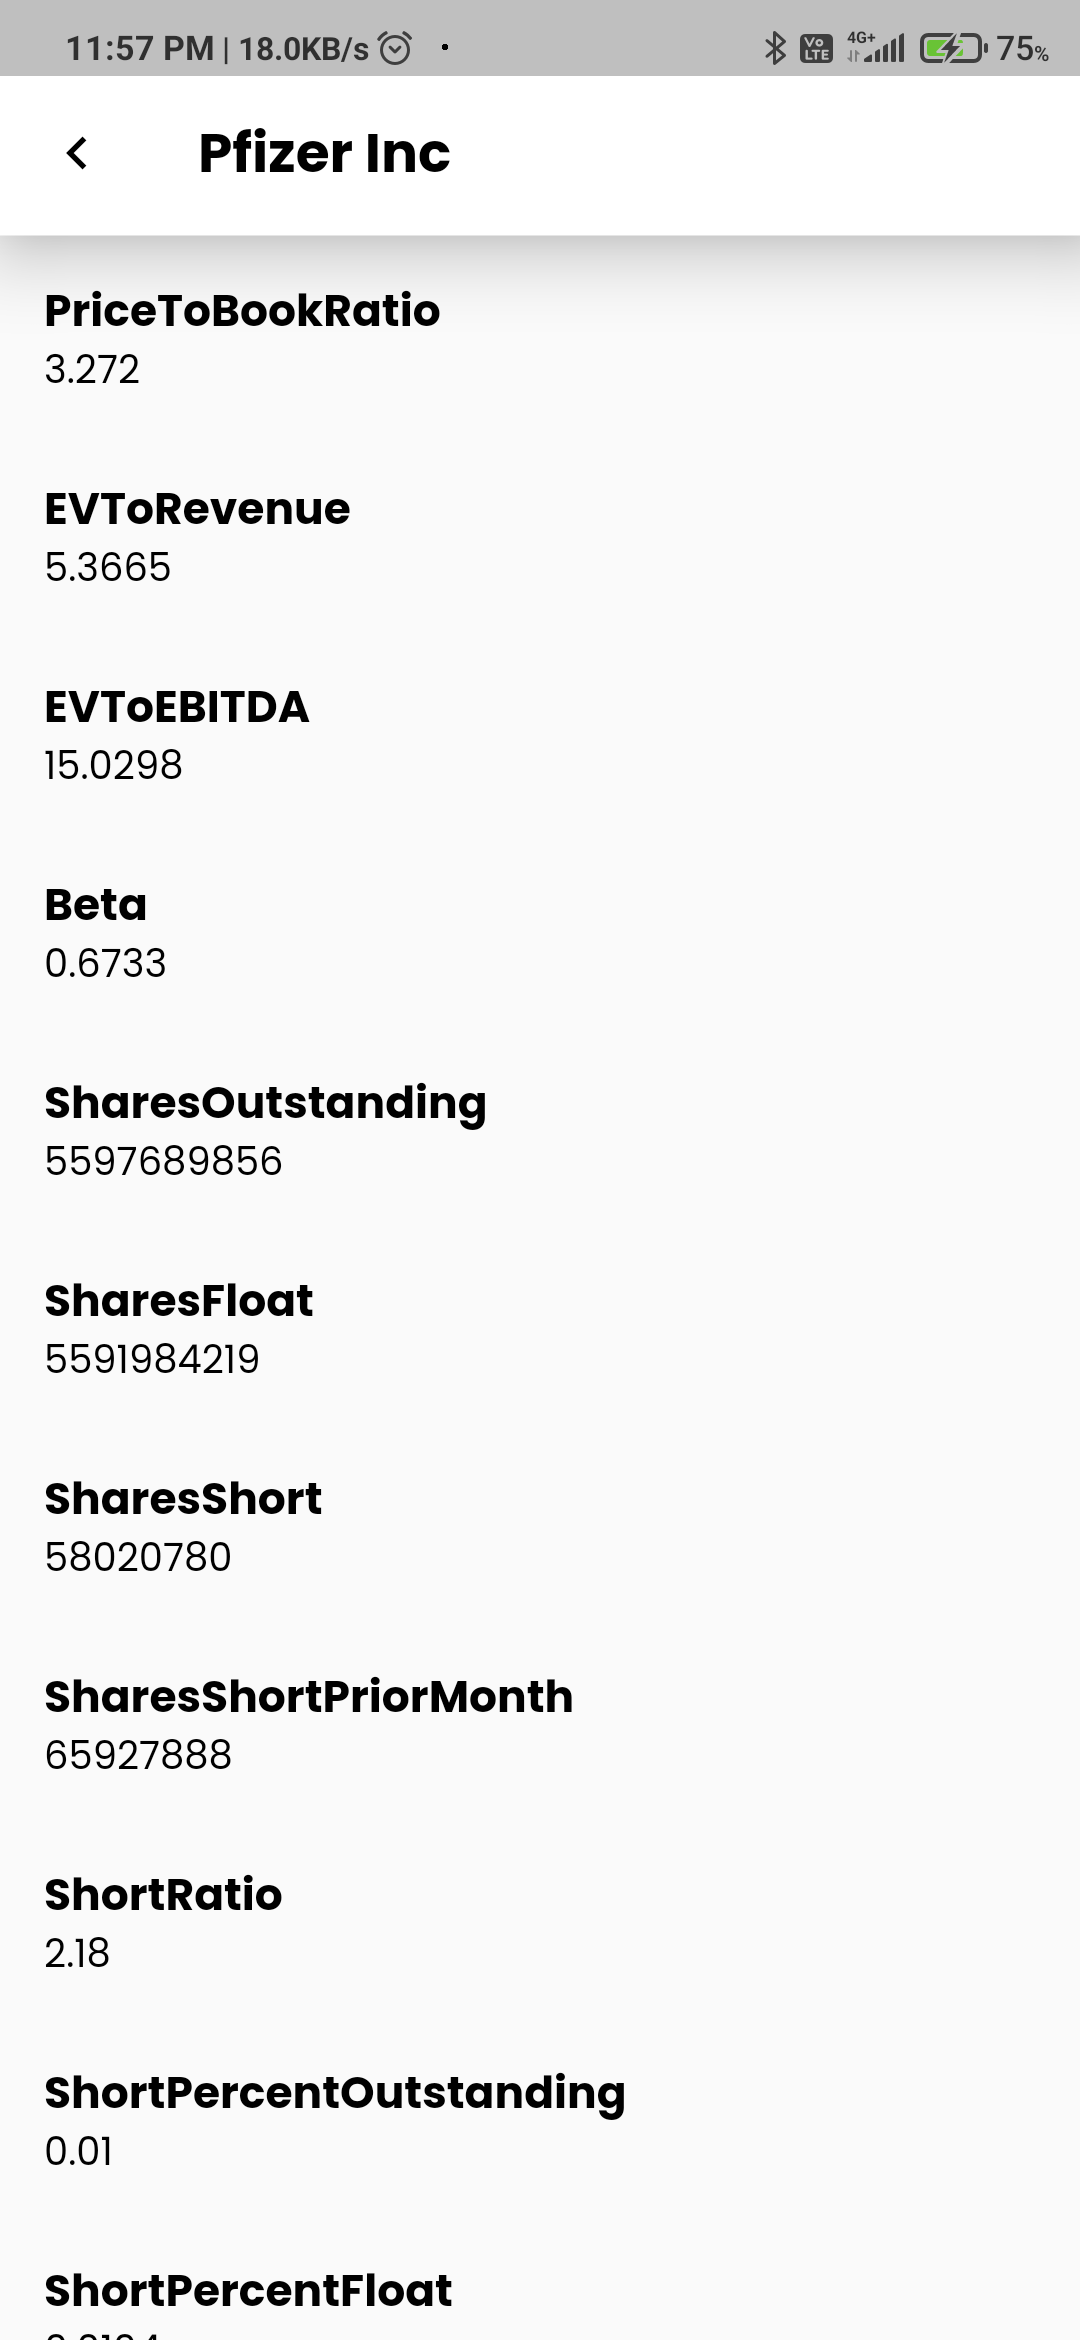 11:57 PM | 18.0KB/s
Vo LTE 4G+ 75%
Pfizer Inc
PriceToBookRatio
3.272
EVToRevenue
5.3665
EVToEBITDA
15.0298
Beta
0.6733
SharesOutstanding
5597689856
SharesFloat
5591984219
SharesShort
58020780
SharesShortPriorMonth
65927888
ShortRatio
2.18
ShortPercentOutstanding
0.01
ShortPercentFloat